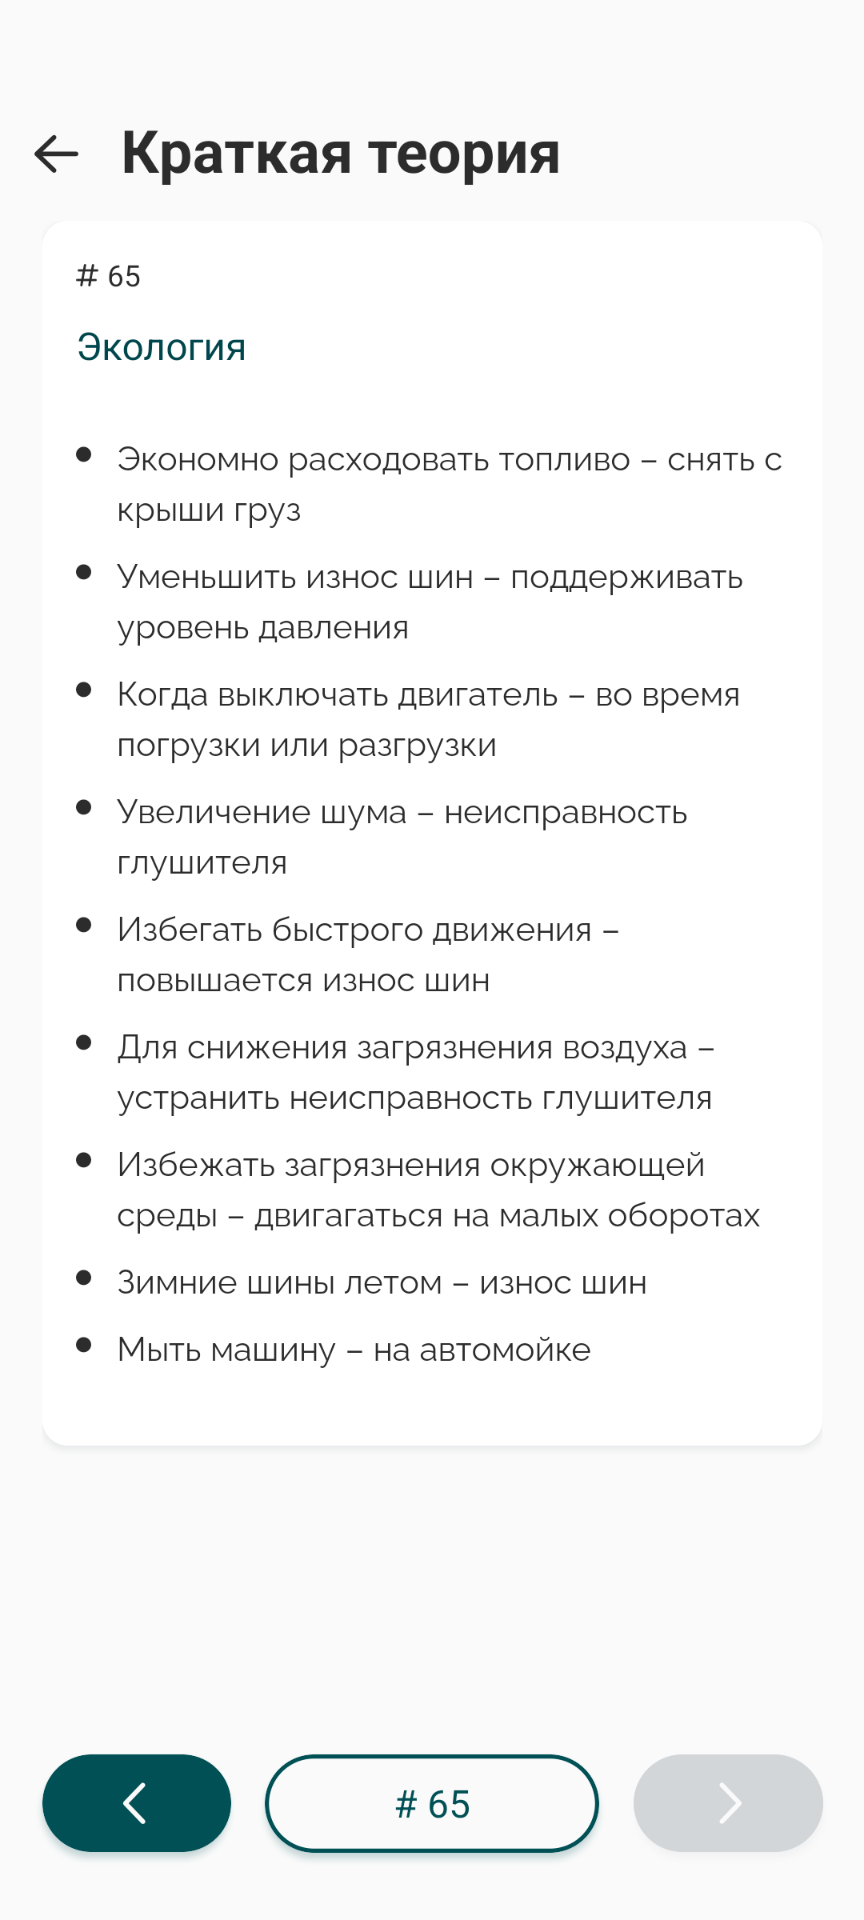 Краткая теория
# 65
Экология
Экономно расходовать топливо – снять с
крыши груз
Уменьшить износ шин – поддерживать
уровень давления
Когда выключать двигатель – во время
погрузки или разгрузки
Увеличение шума – неисправность
глушителя
Избегать быстрого движения –
повышается износ шин
Для снижения загрязнения воздуха –
устранить неисправность глушителя
Избежать загрязнения окружающей
среды – двигагаться на малых оборотах
Зимние шины летом – износ шин
Мыть машину – на автомойке
# 65